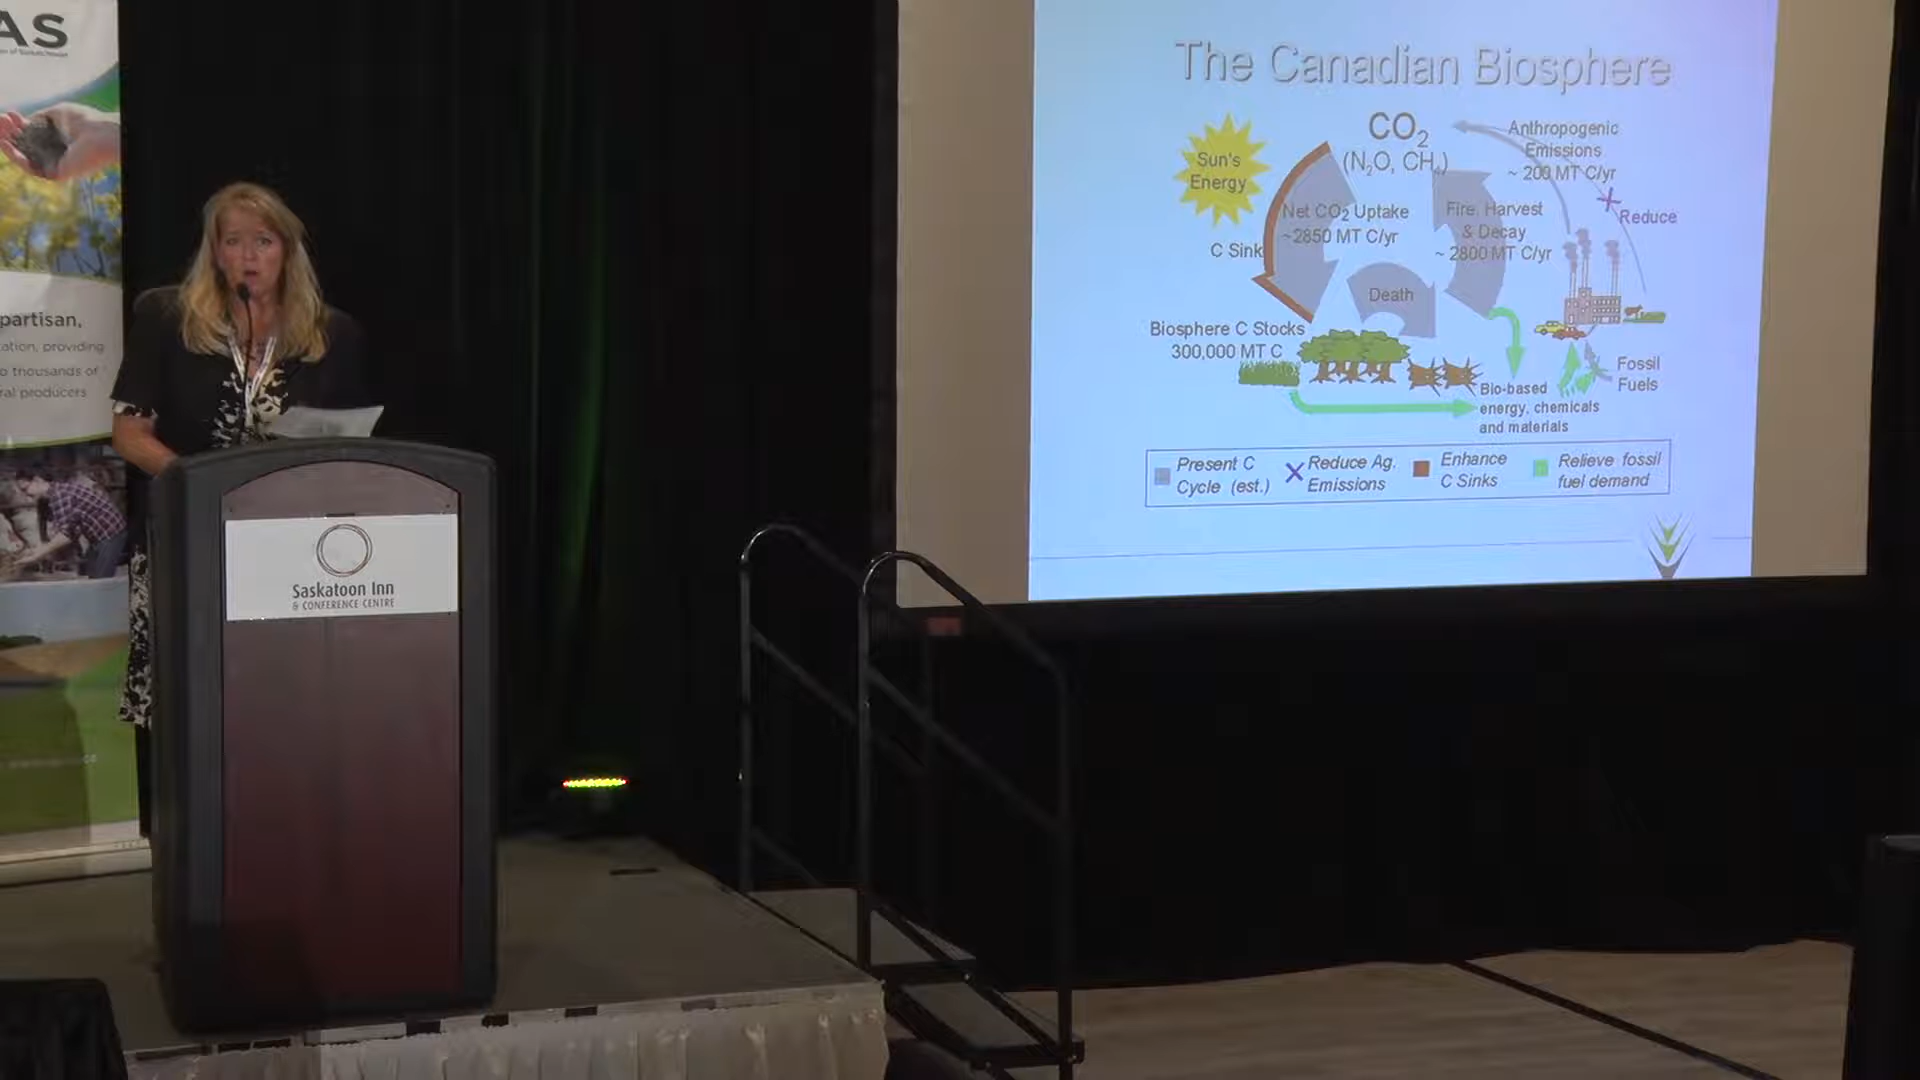 AS
partisan,
ation, providing
o thousands of
ral producers
Saskatoon Inn
& CONFERENCE CENTRE
The Canadian Biosphere
CO2
(N2O, CH4)
Sun's
Energy
Anthropogenic
Emissions
~ 200 MT C/yr
Reduce
Net CO2 Uptake
~2850 MT C/yr
Fire, Harvest
& Decay
~ 2800 MT C/yr
C Sink
Death
Biosphere C Stocks
300,000 MT C
Fossil
Fuels
Bio-based
energy, chemicals
and materials
Present C
Cycle (est.)
Reduce Ag.
Emissions
Enhance
C Sinks
Relieve fossil
fuel demand